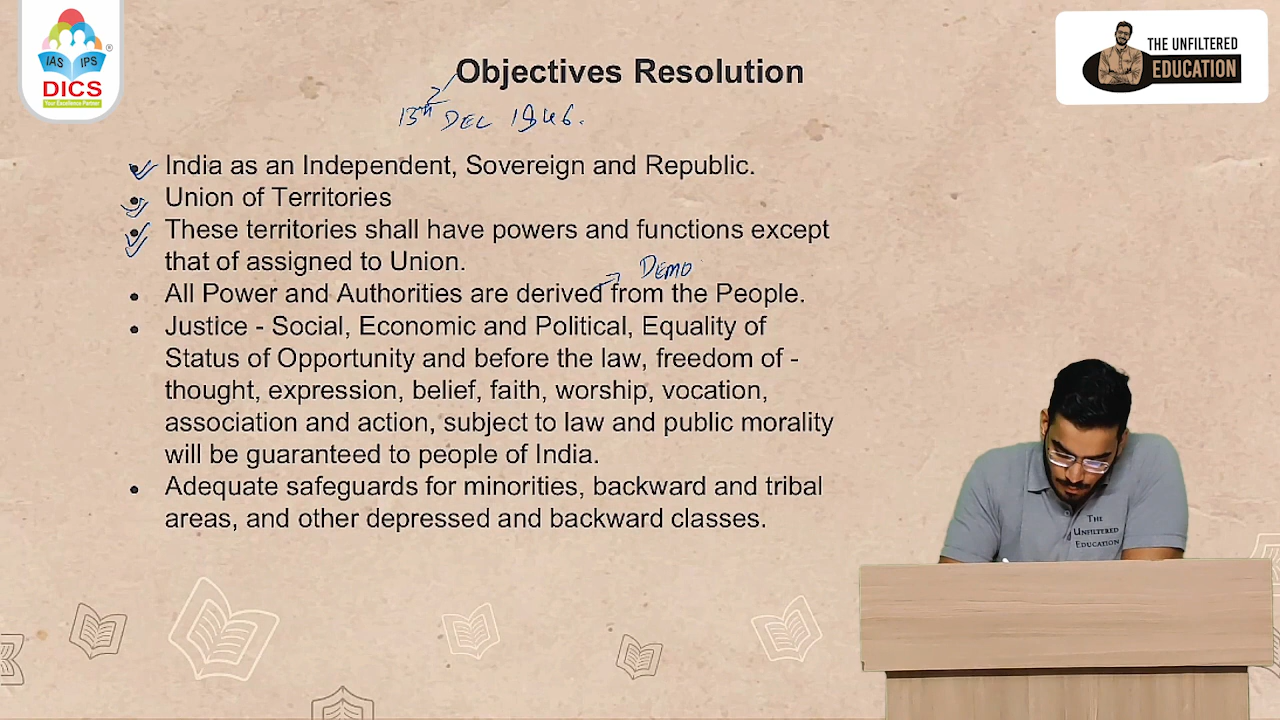 IAS IPS
DICS
Your Excellence Partner
®
THE UNFILTERED
EDUCATION
Objectives Resolution
13th DEC 1946.
India as an Independent, Sovereign and Republic.
Union of Territories
These territories shall have powers and functions except
that of assigned to Union.
DEMO
All Power and Authorities are derived from the People.
Justice - Social, Economic and Political, Equality of
Status of Opportunity and before the law, freedom of -
thought, expression, belief, faith, worship, vocation,
association and action, subject to law and public morality
will be guaranteed to people of India.
Adequate safeguards for minorities, backward and tribal
areas, and other depressed and backward classes.
THE
UNFILTERED
EDUCATION